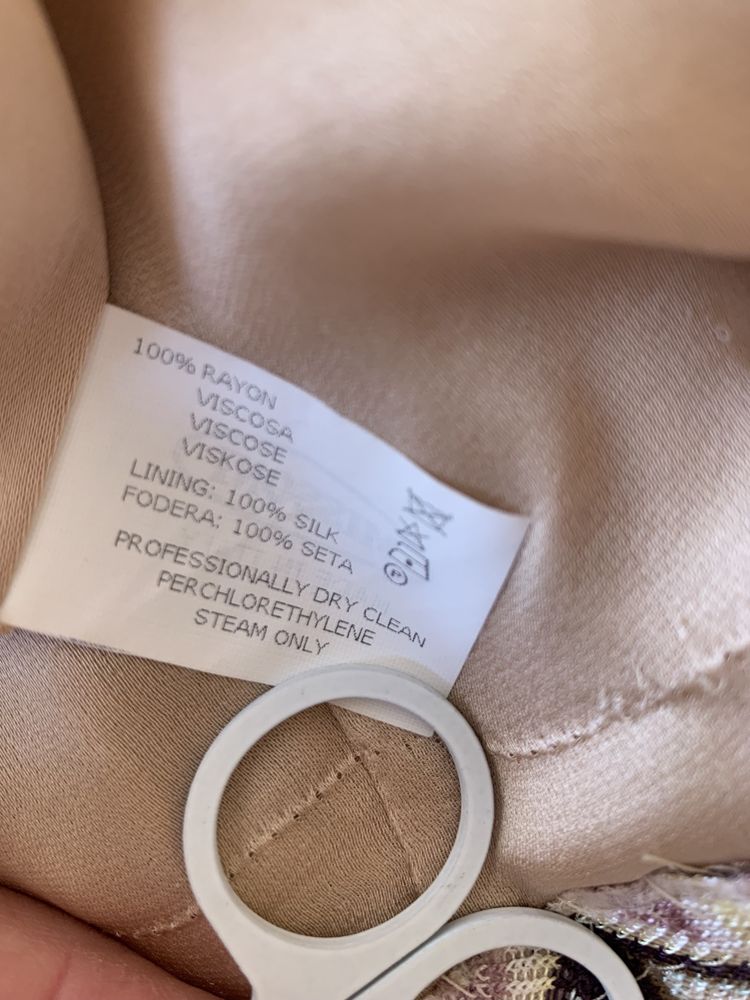 100% RAYON
VISCOSA
VISCOSE
VISKOSE
LINING: 100% SILK
FODERA: 100% SETA
PROFESSIONALLY DRY CLEAN
PERCHLORETHYLENE
STEAM ONLY